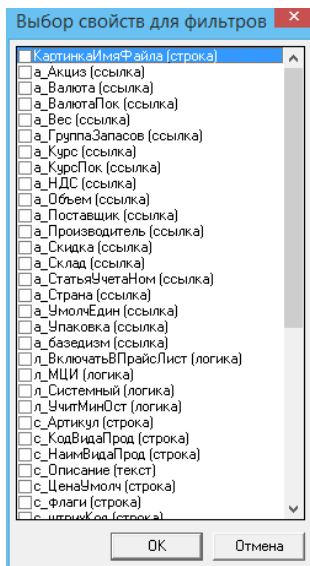 Выбор свойств для фильтров
КартинкаИмяФайла (строка)
а_Акциз (ссылка)
а_Валюта (ссылка)
а_ВалютаПок (ссылка)
а_Вес (ссылка)
а_ГруппаЗапасов (ссылка)
а_Курс (ссылка)
а_КурсПок (ссылка)
а_НДС (ссылка)
а_Объем (ссылка)
а_Поставщик (ссылка)
а_Производитель (ссылка)
а_Скидка (ссылка)
а_Склад (ссылка)
а_СтатьяУчетаНом (ссылка)
а_Страна (ссылка)
а_УмолчЕдин (ссылка)
а_Упаковка (ссылка)
а_базедизм (ссылка)
л_ВключатьВПрайсЛист (логика)
л_МЦИ (логика)
л_Системный (логика)
л_УчитМинОст (логика)
с_Артикул (строка)
с_КодВидаПрод (строка)
с_НаимВидаПрод (строка)
с_Описание (текст)
с_ЦенаУмолч (строка)
с_флаги (строка)
с_штрихКод (строка)
OK
Отмена